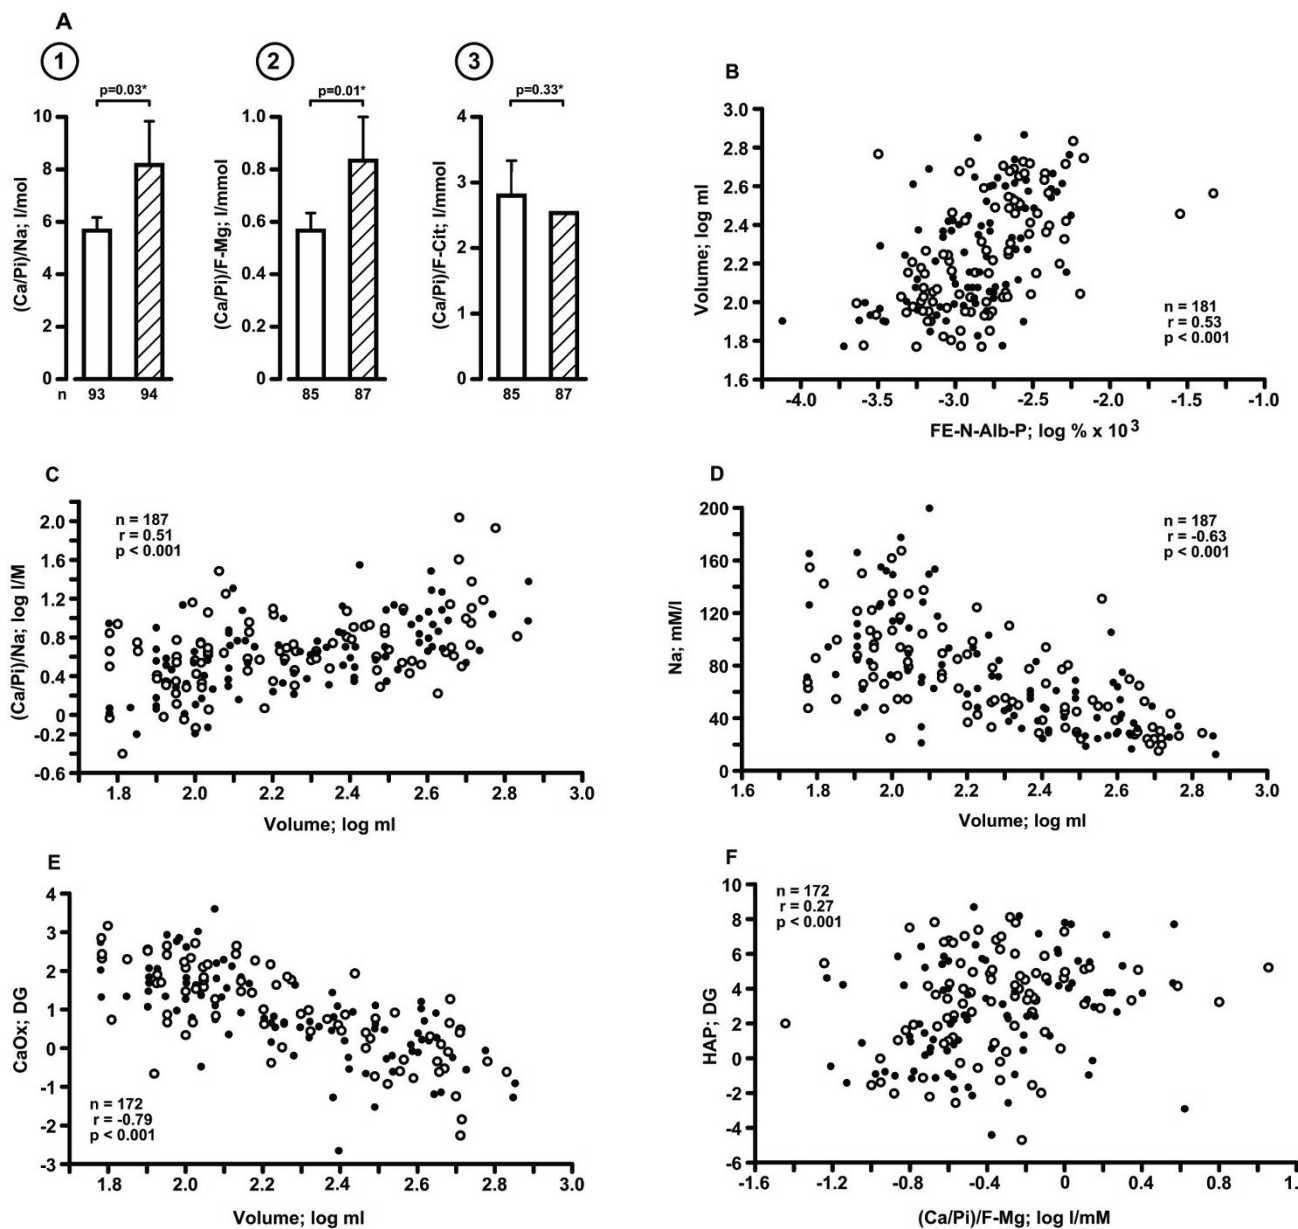 A
1
2
3
p=0.03*
p=0.01*
p=0.33*
(Ca/Pi)/Na; l/mol
10
8
6
4
2
0
n 93 94
(Ca/Pi)/F-Mg; l/mmol
1.0
0.8
0.6
0.4
0.2
0
85 87
(Ca/Pi)/F-Cit; l/mmol
4
3
2
1
0
85 87
B
Volume; log ml
3.0
2.8
2.6
2.4
2.2
2.0
1.8
1.6
n = 181
r = 0.53
p < 0.001
-4.0 -3.5 -3.0 -2.5 -2.0 -1.5 -1.0
FE-N-Alb-P; log % x 10³
C
(Ca/Pi)/Na; log l/M
n = 187
r = 0.51
p < 0.001
2.0
1.6
1.2
0.8
0.4
0
-0.2
-0.6
1.8 2.0 2.2 2.4 2.6 2.8 3.0
Volume; log ml
D
Na; mM/l
n = 187
r = -0.63
p < 0.001
200
160
120
80
40
0
1.6 1.8 2.0 2.2 2.4 2.6 2.8 3.0
Volume; log ml
E
CaOx; DG
4
3
2
1
0
-1
-2
-3
n = 172
r = -0.79
p < 0.001
1.8 2.0 2.2 2.4 2.6 2.8 3.0
Volume; log ml
F
HAP; DG
n = 172
r = 0.27
p < 0.001
10
8
6
4
2
0
-2
-4
-6
-1.6 -1.2 -0.8 -0.4 0 0.4 0.8 1.
(Ca/Pi)/F-Mg; log l/mM